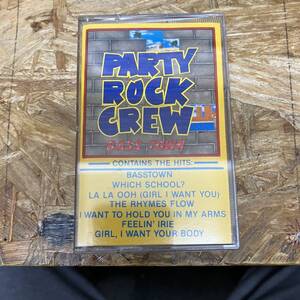 PARTY
ROCK
CREW
CONTAINS THE HITS:
BASSTOWN
WHICH SCHOOL?
LA LA OOH (GIRL I WANT YOU)
THE RHYMES FLOW
I WANT TO HOLD YOU IN MY ARMS
FEELIN' IRIE
GIRL, I WANT YOUR BODY